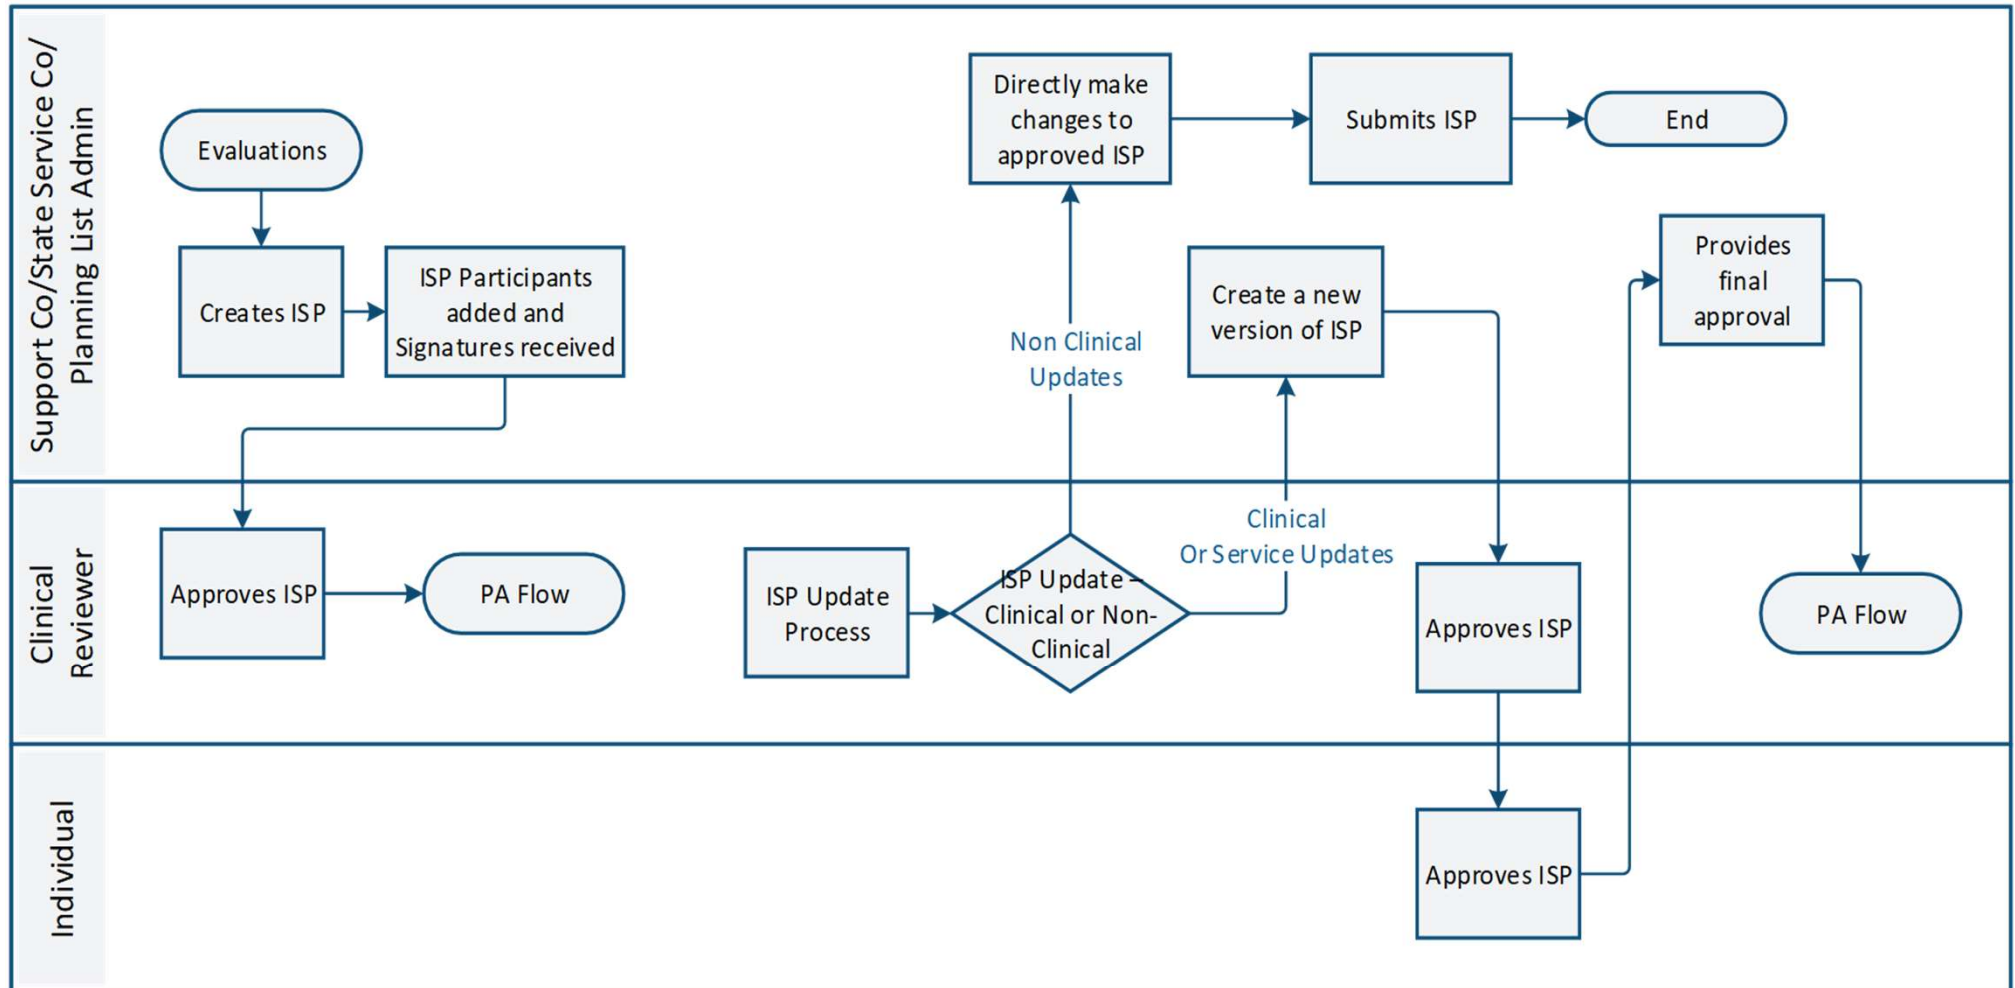 Support Co/State Service Co/
Planning List Admin
Evaluations
Creates ISP
ISP Participants
added and
Signatures received
Directly make
changes to
approved ISP
Submits ISP
End
Non Clinical
Updates
Create a new
version of ISP
Provides
final
approval
Clinical
Reviewer
Approves ISP
PA Flow
ISP Update
Process
ISP Update –
Clinical or Non-
Clinical
Clinical
Or Service Updates
Approves ISP
PA Flow
Individual
Approves ISP